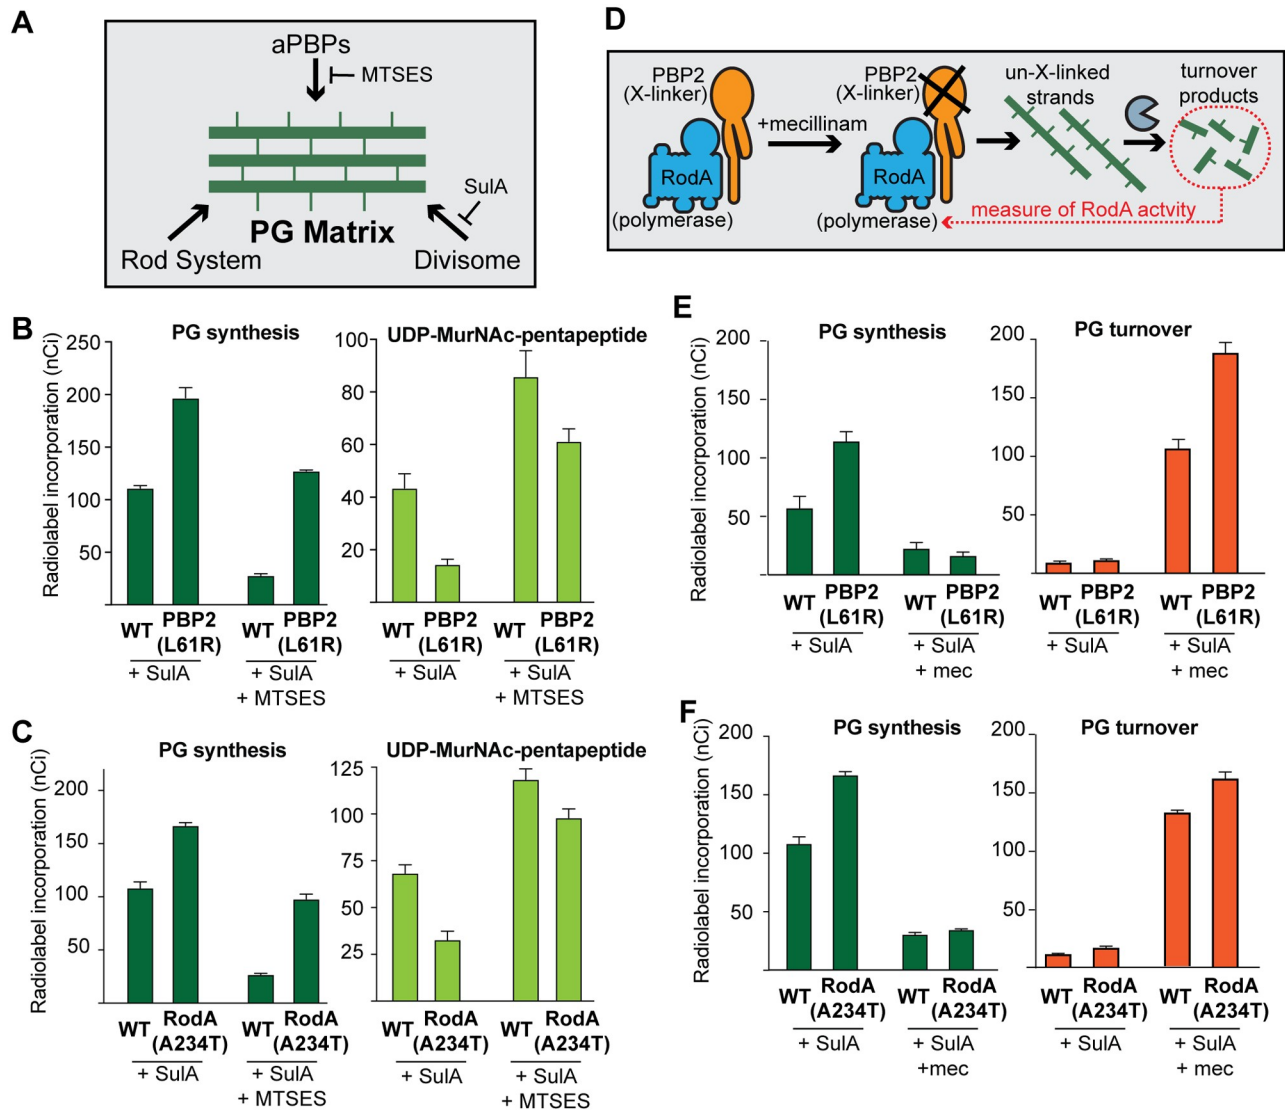 A
aPBPs
MTSES
SulA
PG Matrix
Rod System
Divisome
D
PBP2
(X-linker)
RodA
(polymerase)
+mecillinam
PBP2
(X-linker)
RodA
(polymerase)
un-X-linked
strands
turnover
products
measure of RodA actvity
B
PG synthesis
Radiolabel incorporation (nCi)
250
200
150
100
50
WT
PBP2
(L61R)
WT
PBP2
(L61R)
+ SulA
+ SulA
+ MTSES
UDP-MurNAc-pentapeptide
100
80
60
40
20
WT
PBP2
(L61R)
WT
PBP2
(L61R)
+ SulA
+ SulA
+ MTSES
C
PG synthesis
Radiolabel incorporation (nCi)
200
150
100
50
WT
RodA
(A234T)
WT
RodA
(A234T)
+ SulA
+ SulA
+ MTSES
UDP-MurNAc-pentapeptide
125
100
75
50
25
WT
RodA
(A234T)
WT
RodA
(A234T)
+ SulA
+ SulA
+ MTSES
E
PG synthesis
Radiolabel incorporation (nCi)
200
150
100
50
WT
PBP2
(L61R)
WT
PBP2
(L61R)
+ SulA
+ SulA
+ mec
PG turnover
200
150
100
50
WT
PBP2
(L61R)
WT
PBP2
(L61R)
+ SulA
+ SulA
+ mec
F
PG synthesis
Radiolabel incorporation (nCi)
200
150
100
50
WT
RodA
(A234T)
WT
RodA
(A234T)
+ SulA
+ SulA
+mec
PG turnover
200
150
100
50
WT
RodA
(A234T)
WT
RodA
(A234T)
+ SulA
+ SulA
+ mec